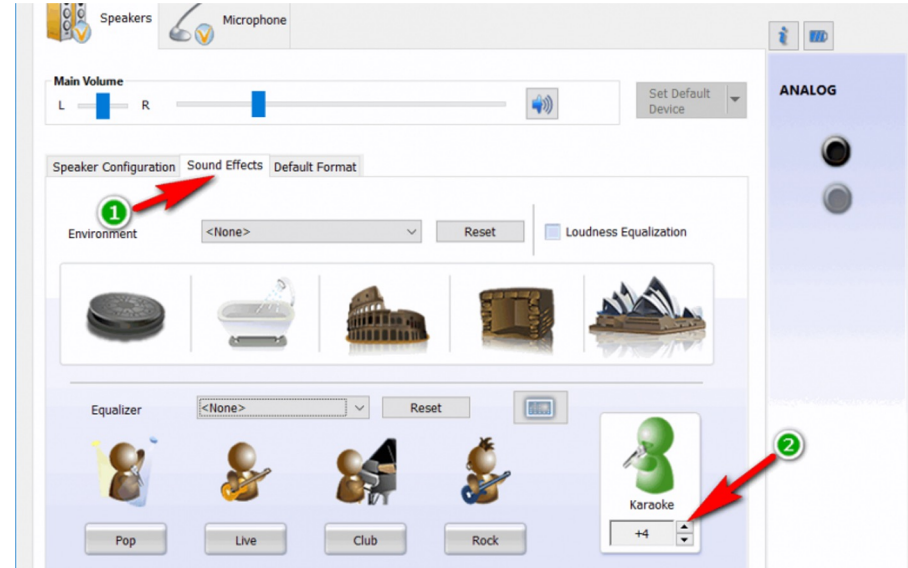 Speakers
Microphone
Main Volume
L R
Set Default
Device
ANALOG
Speaker Configuration Sound Effects Default Format
1
Environment <None> Reset Loudness Equalization
Equalizer <None> Reset
2
Karaoke
+4
Pop Live Club Rock